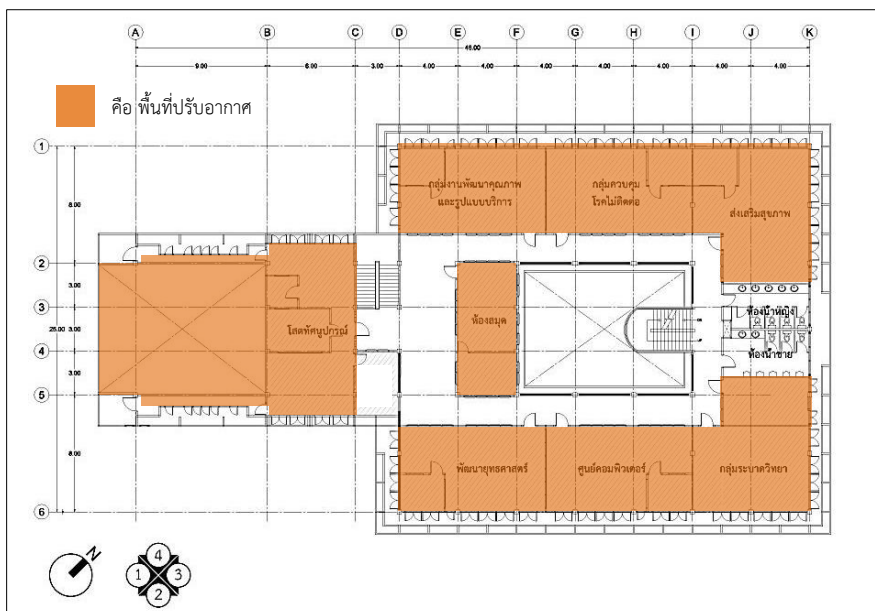 A B C D E F G H I J K
46.00
9.00 6.00 3.00 4.00 4.00 4.00 4.00 4.00 4.00 4.00
คือ พื้นที่ปรับอากาศ
1
กลุ่มงานพัฒนาคุณภาพ
และรูปแบบบริการ
กลุ่มควบคุม
โรคไม่ติดต่อ
ส่งเสริมสุขภาพ
8.00
2
3.00
3
ห้องน้ำหญิง
ห้องสมุด
โสตทัศนูปกรณ์
25.00 3.00
4
ห้องน้ำชาย
3.00
5
พัฒนายุทธศาสตร์
ศูนย์คอมพิวเตอร์
กลุ่มระบาดวิทยา
8.00
6
N
4
1 3
2